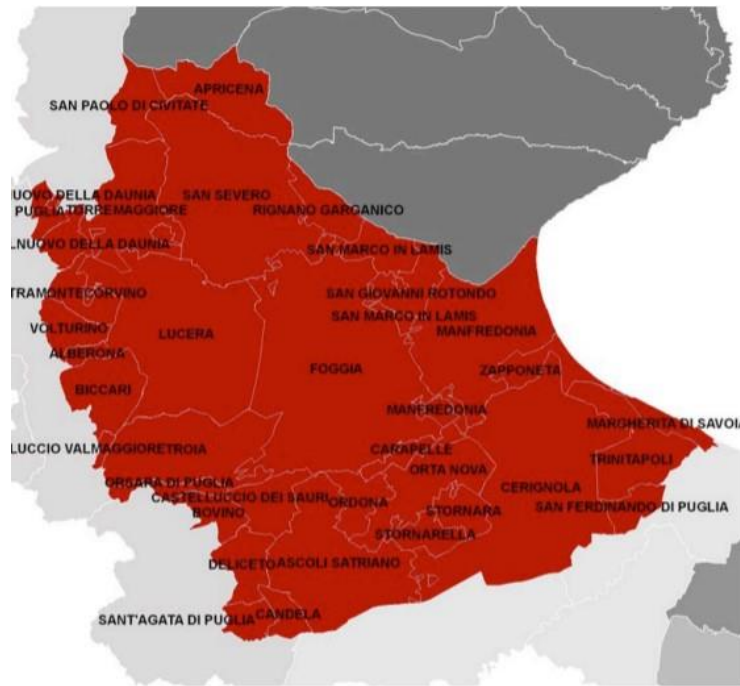 APRICENA
SAN PAOLO DI CIVITATE
NUOVO DELLA DAUNIA
SAN SEVERO
PUGLIA
TORREMAGGIORE
RIGNANO GARGANICO
LNUOVO DELLA DAUNIA
SAN MARCO IN LAMIS
TRAMONTECORVINO
SAN GIOVANNI ROTONDO
SAN MARCO IN LAMIS
VOLTURINO
LUCERA
MANFREDONIA
ALBERONA
FOGGIA
ZAPPONETA
BICCARI
MANFREDONIA
MARGHERITA DI SAVOIA
LUCCIO VALMAGGIORE
TROIA
CARAPELLE
TRINITAPOLI
ORTA NOVA
ORSARA DI PUGLIA
CERIGNOLA
CASTELLUCCIO DEI SAURI
ORDONA
SAN FERDINANDO DI PUGLIA
BOVINO
STORNARA
STORNARELLA
DELICETO
ASCOLI SATRIANO
SANT'AGATA DI PUGLIA
CANDELA